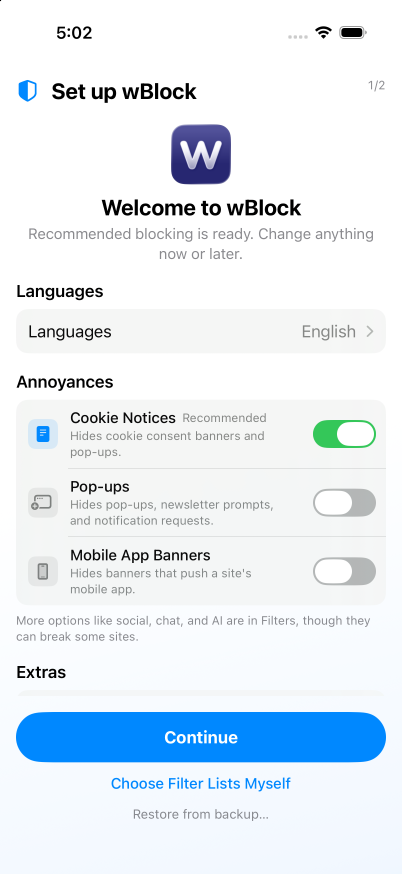 5:02
Set up wBlock
1/2
W
Welcome to wBlock
Recommended blocking is ready. Change anything
now or later.
Languages
Languages
English
Annoyances
Cookie Notices Recommended
Hides cookie consent banners and
pop-ups.
Pop-ups
Hides pop-ups, newsletter prompts,
and notification requests.
Mobile App Banners
Hides banners that push a site's
mobile app.
More options like social, chat, and AI are in Filters, though they
can break some sites.
Extras
Continue
Choose Filter Lists Myself
Restore from backup...